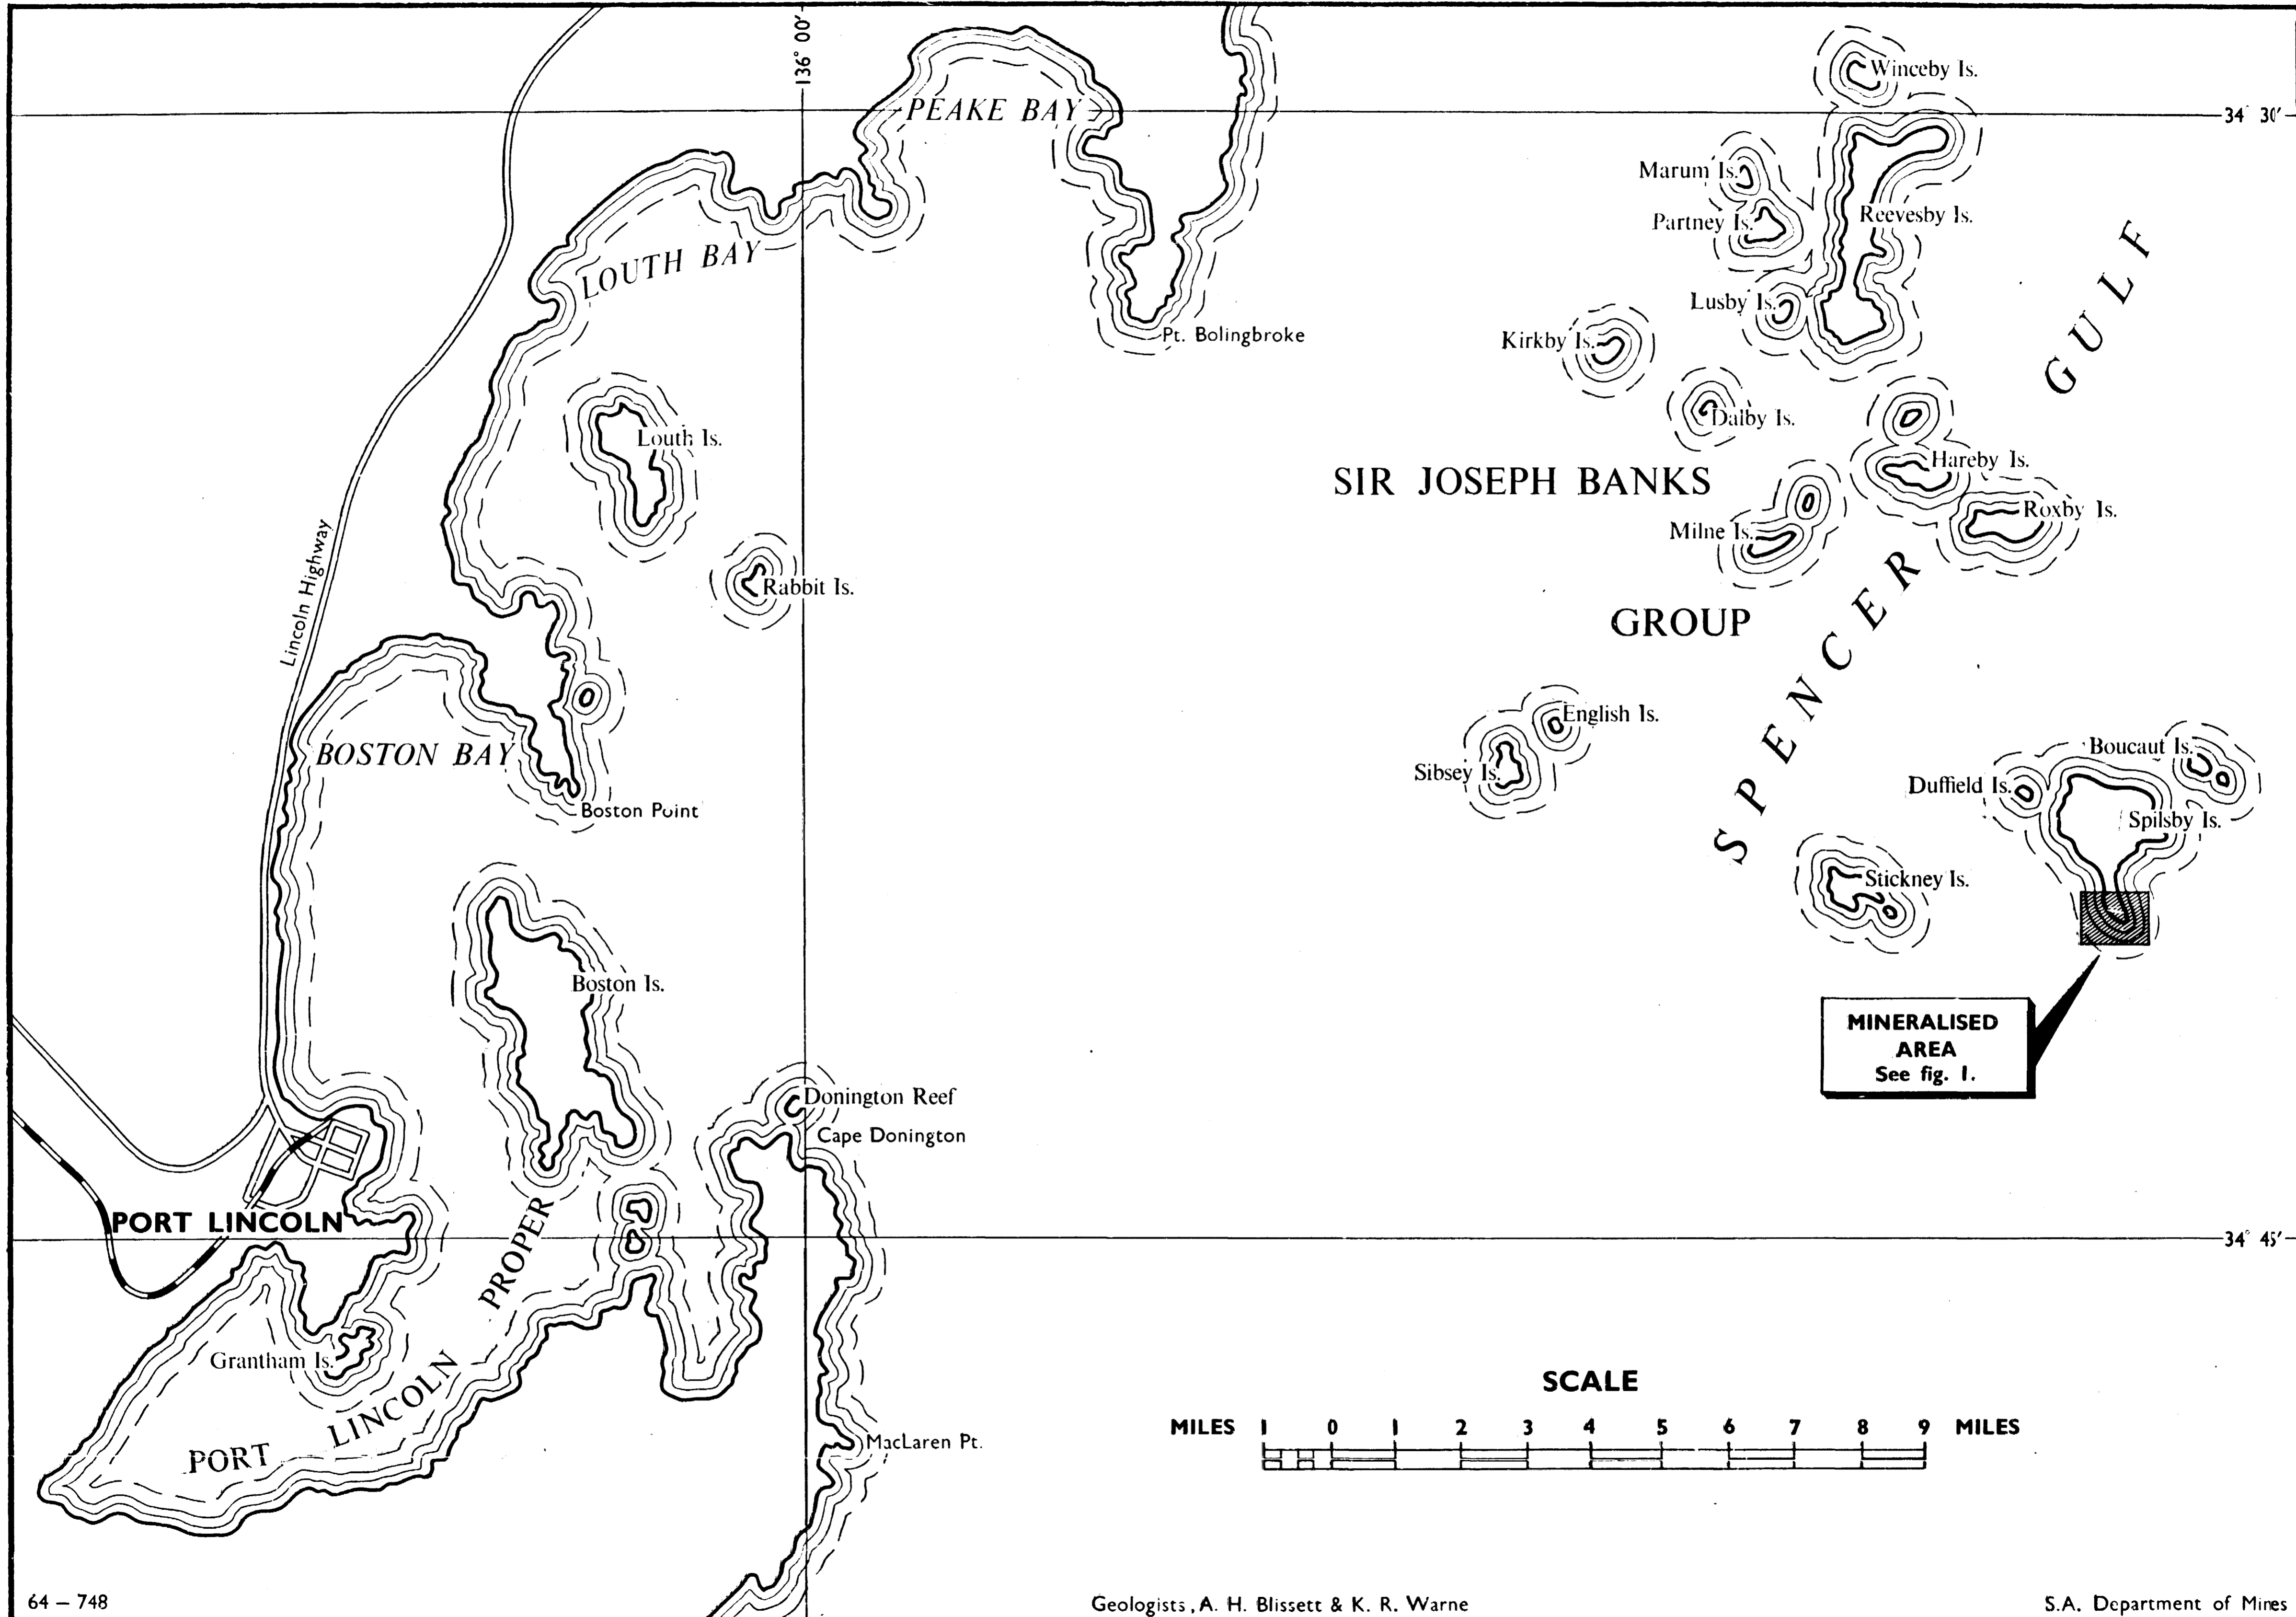 136° 00′
Winceby Is.
PEAKE BAY
34° 30′
Marum Is.
Partney Is.
Reevesby Is.
LOUTH BAY
Lusby Is.
Pt. Bolingbroke
Kirkby Is.
Dalby Is.
Louth Is.
Hareby Is.
SIR JOSEPH BANKS
Roxby Is.
Milne Is.
Rabbit Is.
Lincoln Highway
GROUP
SPENCER GULF
English Is.
Sibsey Is.
BOSTON BAY
Boucaut Is.
Duffield Is.
Spilsby Is.
Boston Point
Stickney Is.
Boston Is.
MINERALISED
AREA
See fig. 1.
Donington Reef
Cape Donington
PORT LINCOLN
34° 45′
Grantham Is.
PORT LINCOLN PROPER
MacLaren Pt.
SCALE
MILES 1 0 1 2 3 4 5 6 7 8 9 MILES
64 – 748
Geologists, A. H. Blissett & K. R. Warne
S.A. Department of Mines